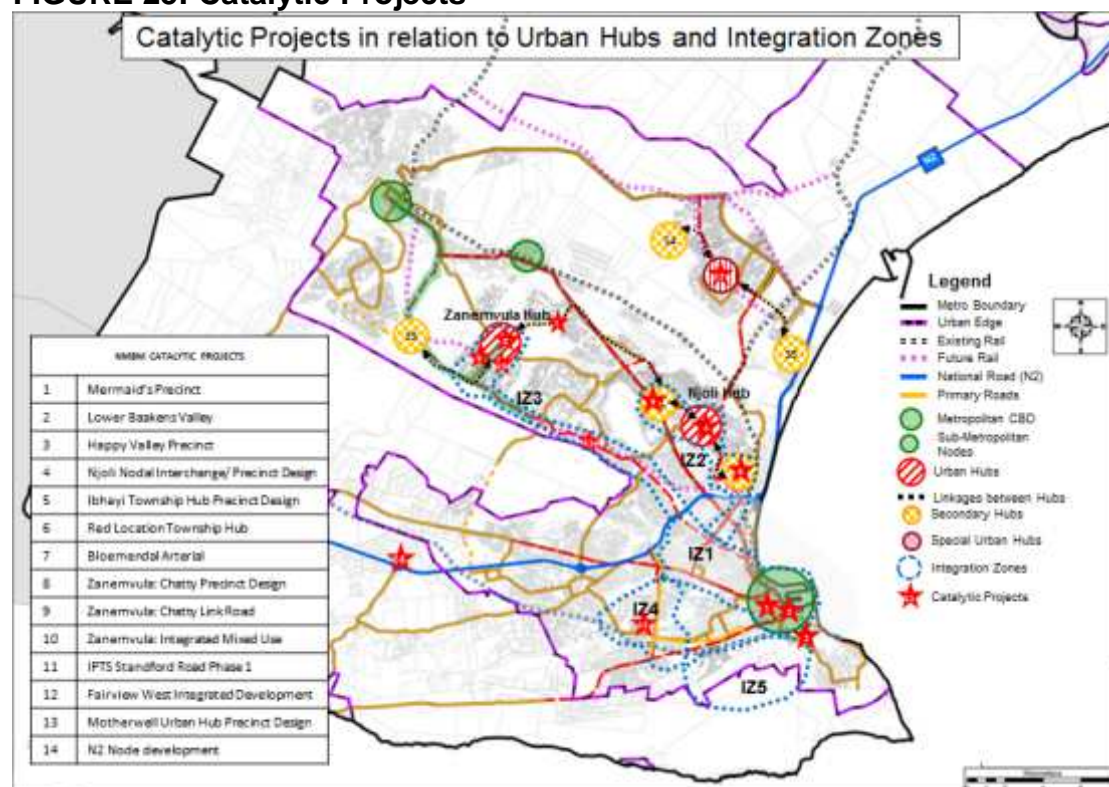 FIGURE 23: Catalytic Projects
Catalytic Projects in relation to Urban Hubs and Integration Zones
N2
Zanemvula Hub
Njoli Hub
IZ3
IZ2
IZ1
IZ4
IZ5
NMBM CATALYTIC PROJECTS
1 Mermaid's Precinct
2 Lower Baakens Valley
3 Happy Valley Precinct
4 Njoli Nodal Interchange/ Precinct Design
5 Ibhayi Township Hub Precinct Design
6 Red Location Township Hub
7 Bloemendal Arterial
8 Zanemvula: Chatty Precinct Design
9 Zanemvula: Chatty Link Road
10 Zanemvula: Integrated Mixed Use
11 IPTS Standford Road Phase 1
12 Fairview West Integrated Development
13 Motherwell Urban Hub Precinct Design
14 N2 Node development
Legend
Metro Boundary
Urban Edge
Existing Rail
Future Rail
National Road (N2)
Primary Roads
Metropolitan CBD
Sub-Metropolitan
Nodes
Urban Hubs
Linkages between Hubs
Secondary Hubs
Special Urban Hubs
Integration Zones
Catalytic Projects